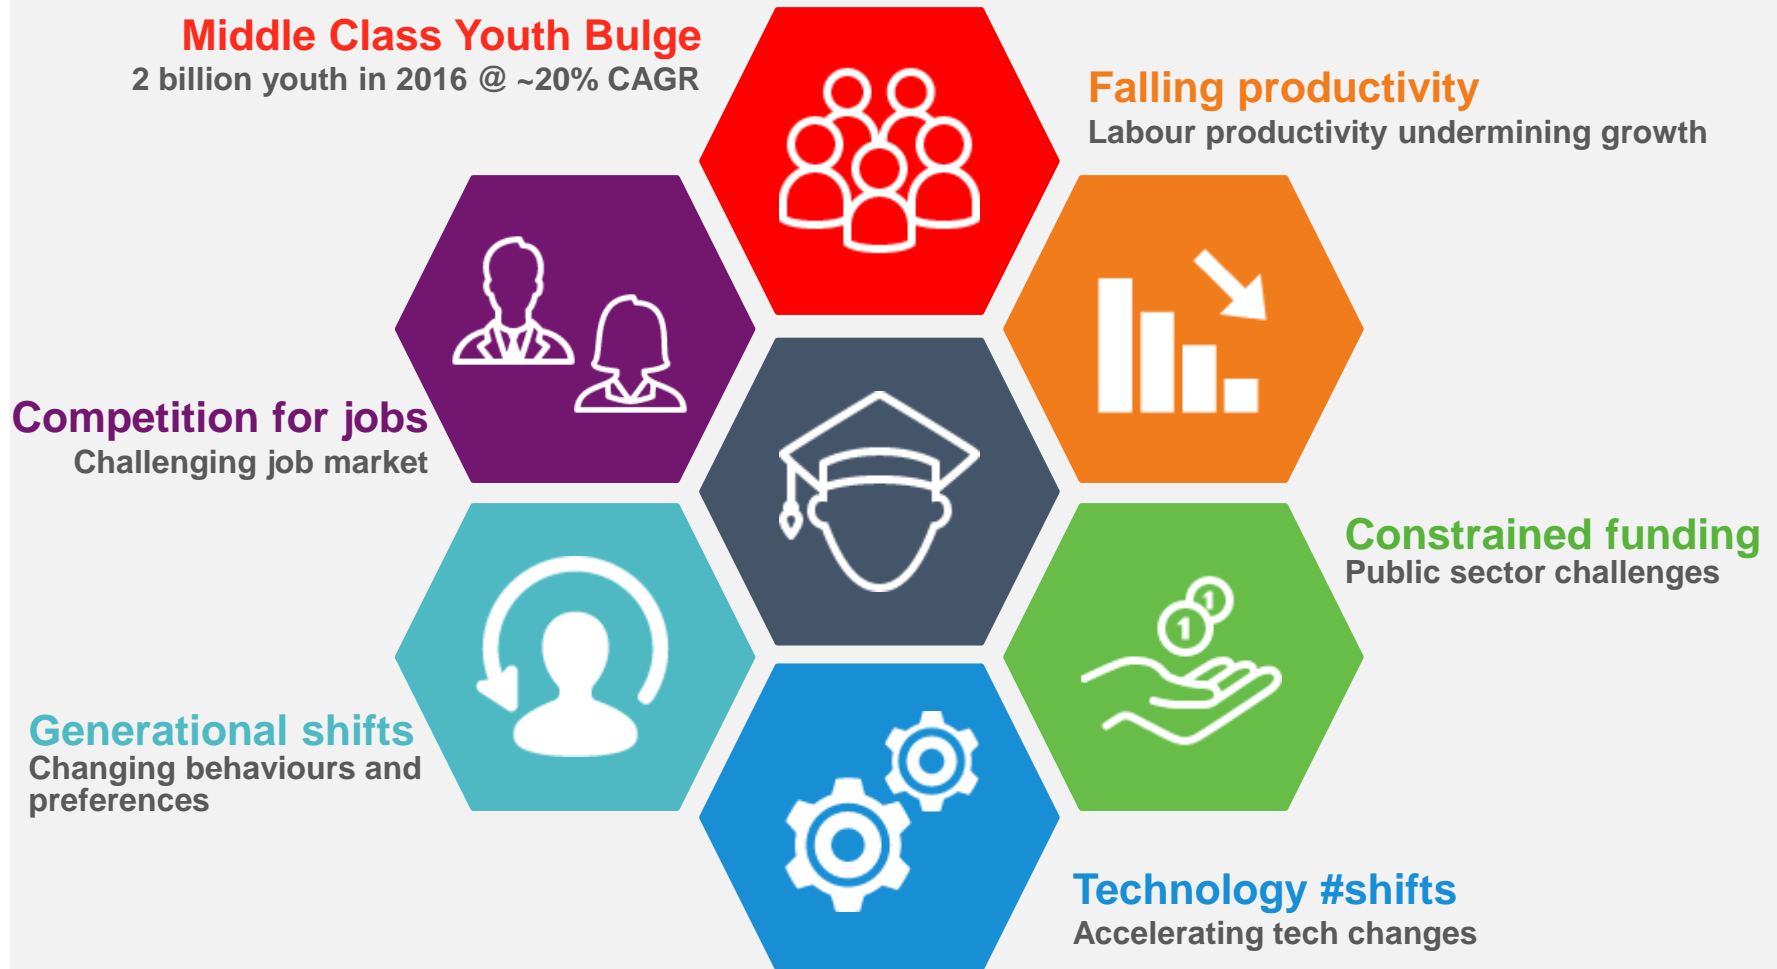 Middle Class Youth Bulge
2 billion youth in 2016 @ ~20% CAGR
Falling productivity
Labour productivity undermining growth
Competition for jobs
Challenging job market
Constrained funding
Public sector challenges
1
1
Generational shifts
Changing behaviours and
preferences
Technology #shifts
Accelerating tech changes